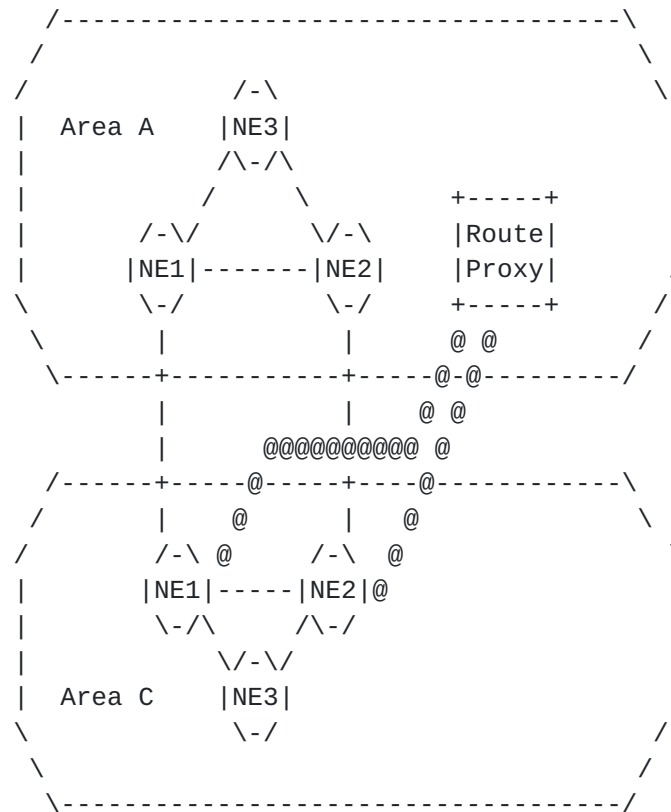 Area A |NE3|
|Route|
|NE1|-------|NE2| |Proxy|
|NE1|-----|NE2|@
Area C |NE3|